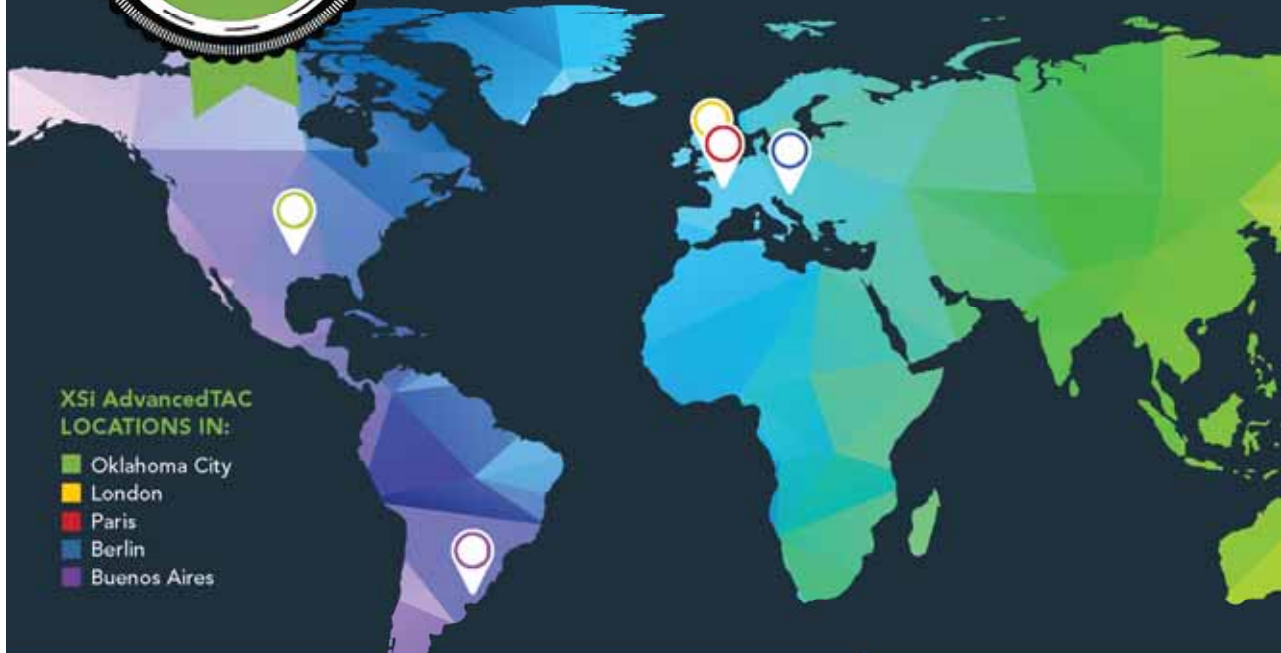 XSi AdvancedTAC
LOCATIONS IN:
Oklahoma City
London
Paris
Berlin
Buenos Aires